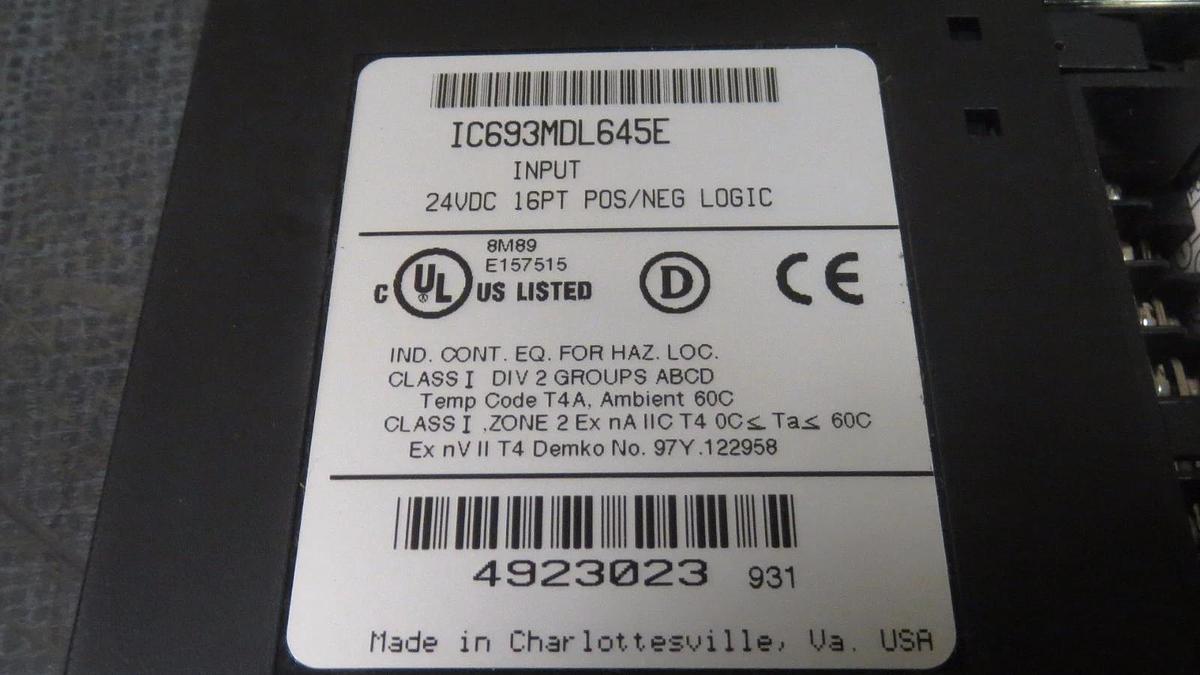 IC693MDL645E
INPUT
24VDC 16PT POS/NEG LOGIC
8M89
E157515
C UL US LISTED
D
CE
IND. CONT. EQ. FOR HAZ. LOC.
CLASS I DIV 2 GROUPS ABCD
Temp Code T4A, Ambient 60C
CLASS I .ZONE 2 Ex nA IIC T4 0C≤ Ta≤ 60C
Ex nV II T4 Demko No. 97Y.122958
4923023 931
Made in Charlottesville, Va. USA